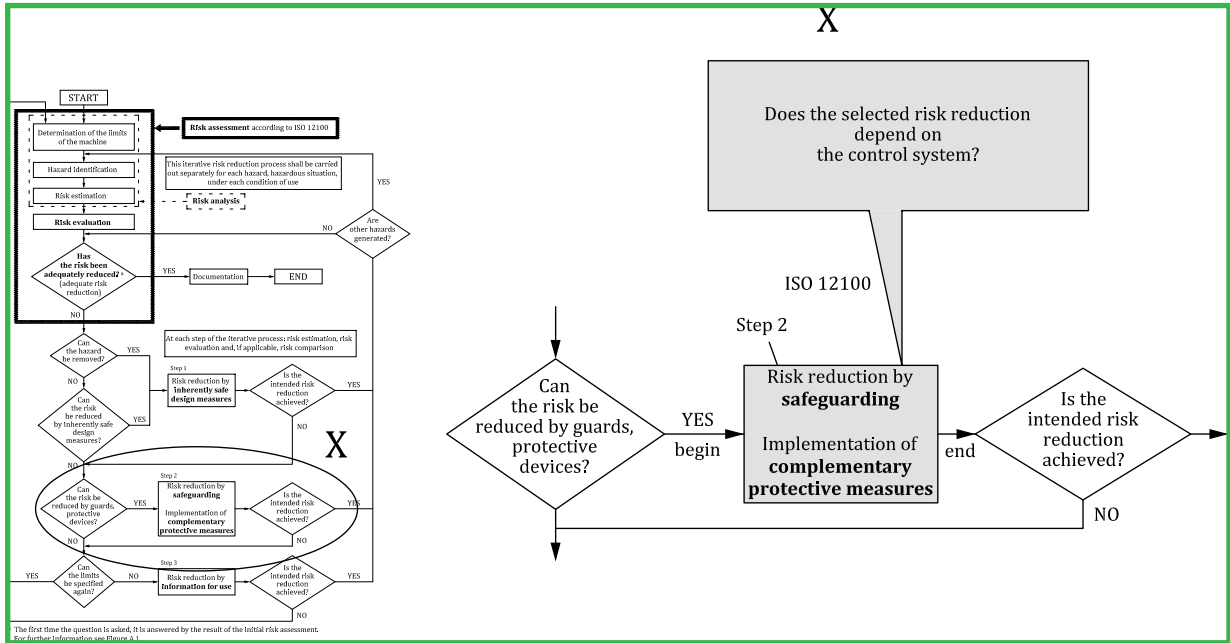 START
Determination of the limits
of the machine
Hazard identification
Risk estimation
Risk evaluation
Risk assessment according to ISO 12100
This iterative risk reduction process shall be carried
out separately for each hazard, hazardous situation,
under each condition of use
Risk analysis
YES
Are
other hazards
generated?
NO
Has
the risk been
adequately reduced? a
(adequate risk
reduction)
YES
Documentation
END
NO
At each step of the iterative process: risk estimation, risk
evaluation and, if applicable, risk comparison
Can
the hazard
be removed?
YES
NO
Can
the risk
be reduced
by inherently safe
design
measures?
YES
NO
Step 1
Risk reduction by
inherently safe
design measures
Is the
intended risk
reduction
achieved?
YES
NO
X
Can
the risk be
reduced by guards,
protective
devices?
YES
NO
Step 2
Risk reduction by
safeguarding
Implementation of
complementary
protective measures
Is the
intended risk
reduction
achieved?
YES
NO
YES
Can
the limits
be specified
again?
NO
Step 3
Risk reduction by
information for use
Is the
intended risk
reduction
achieved?
YES
NO
The first time the question is asked, it is answered by the result of the initial risk assessment.
For further information see Figure A.1
X
Does the selected risk reduction
depend on
the control system?
ISO 12100
Step 2
Can
the risk be
reduced by guards,
protective
devices?
YES
begin
Risk reduction by
safeguarding
Implementation of
complementary
protective measures
end
Is the
intended risk
reduction
achieved?
NO